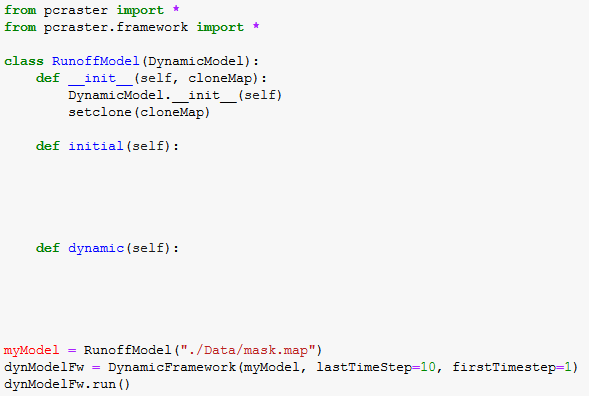 from pcraster import *
from pcraster.framework import *
class RunoffModel(DynamicModel):
    def __init__(self, cloneMap):
        DynamicModel.__init__(self)
        setclone(cloneMap)
    def initial(self):
    def dynamic(self):
myModel = RunoffModel("./Data/mask.map")
dynModelFw = DynamicFramework(myModel, lastTimeStep=10, firstTimestep=1)
dynModelFw.run()